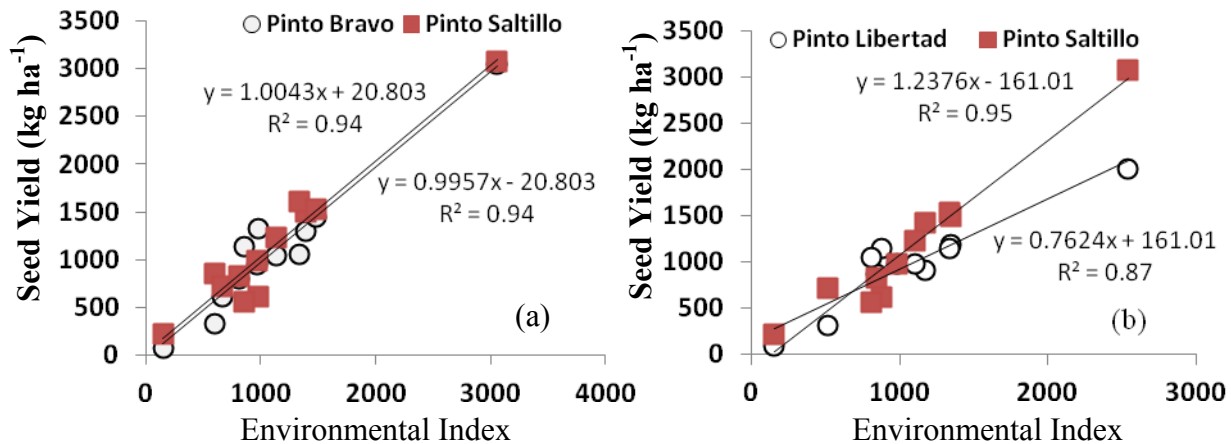 Seed Yield (kg ha⁻¹)
3500
3000
2500
2000
1500
1000
500
0
Pinto Bravo Pinto Saltillo
y = 1.0043x + 20.803
R² = 0.94
y = 0.9957x - 20.803
R² = 0.94
(a)
0 1000 2000 3000 4000
Environmental Index
Seed Yield (kg ha⁻¹)
3500
3000
2500
2000
1500
1000
500
0
Pinto Libertad Pinto Saltillo
y = 1.2376x - 161.01
R² = 0.95
y = 0.7624x + 161.01
R² = 0.87
(b)
0 1000 2000 3000
Environmental Index